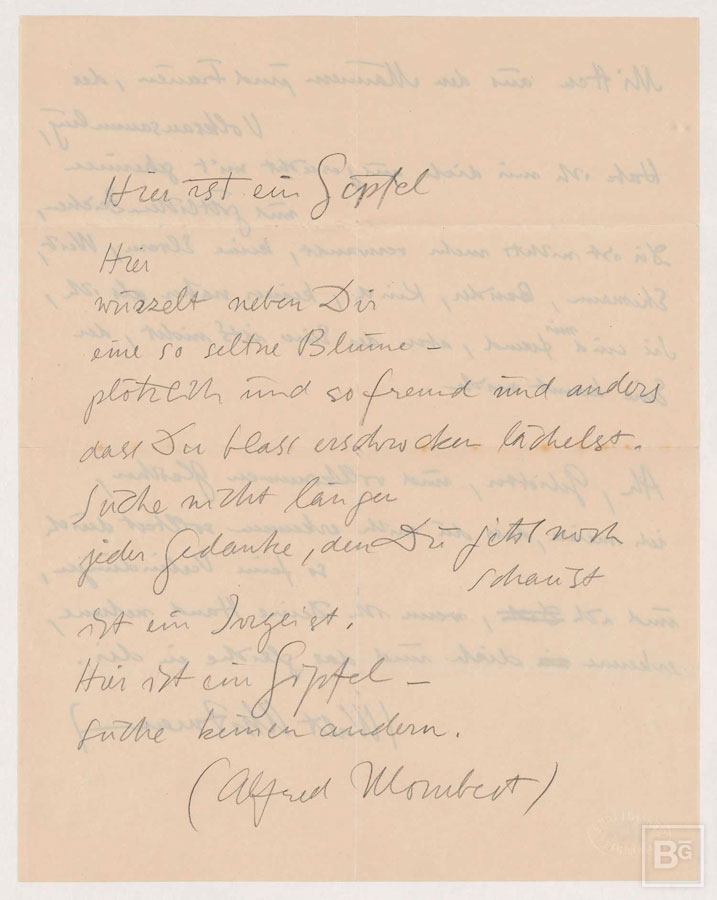 Hier ist ein Gipfel
Hier
wurzelt neben Dir
eine so seltne Blume –
plötzlich und so fremd und anders
dass Du blass erschrocken lächelst.
Suche nicht länger
jeder Gedanke, den Du jetzt noch
schaust
ist ein Irrgeist.
Hier ist ein Gipfel –
Suche keinen andern.
(Alfred Mombert)
BG